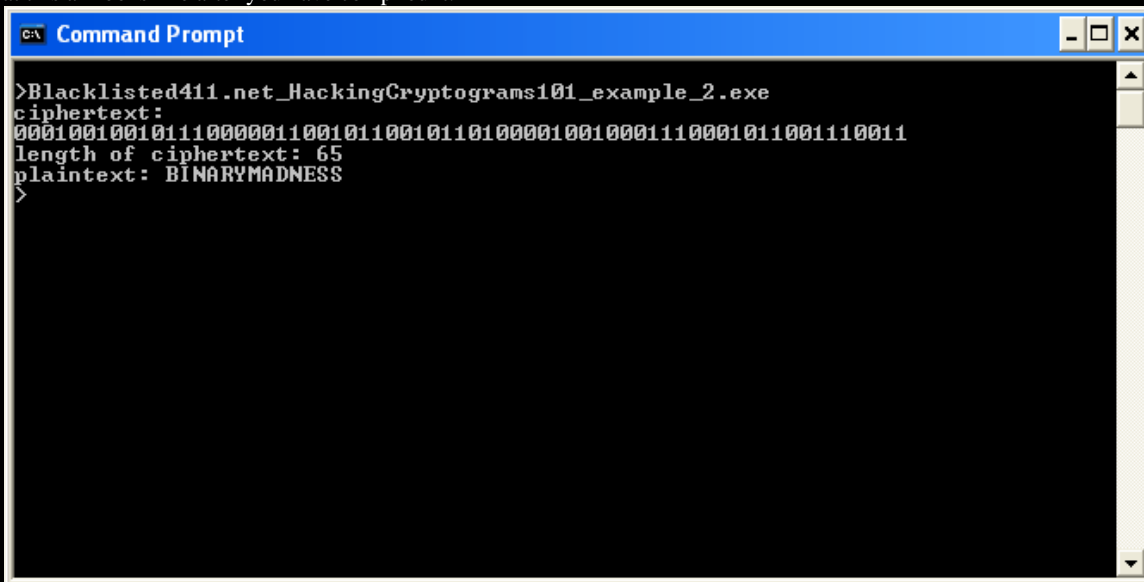 Command Prompt
>Blacklisted411.net_HackingCryptograms101_example_2.exe
ciphertext:
00010010010111000001100101100101101000010010001110001011001110011
length of ciphertext: 65
plaintext: BINARYMADNESS
>